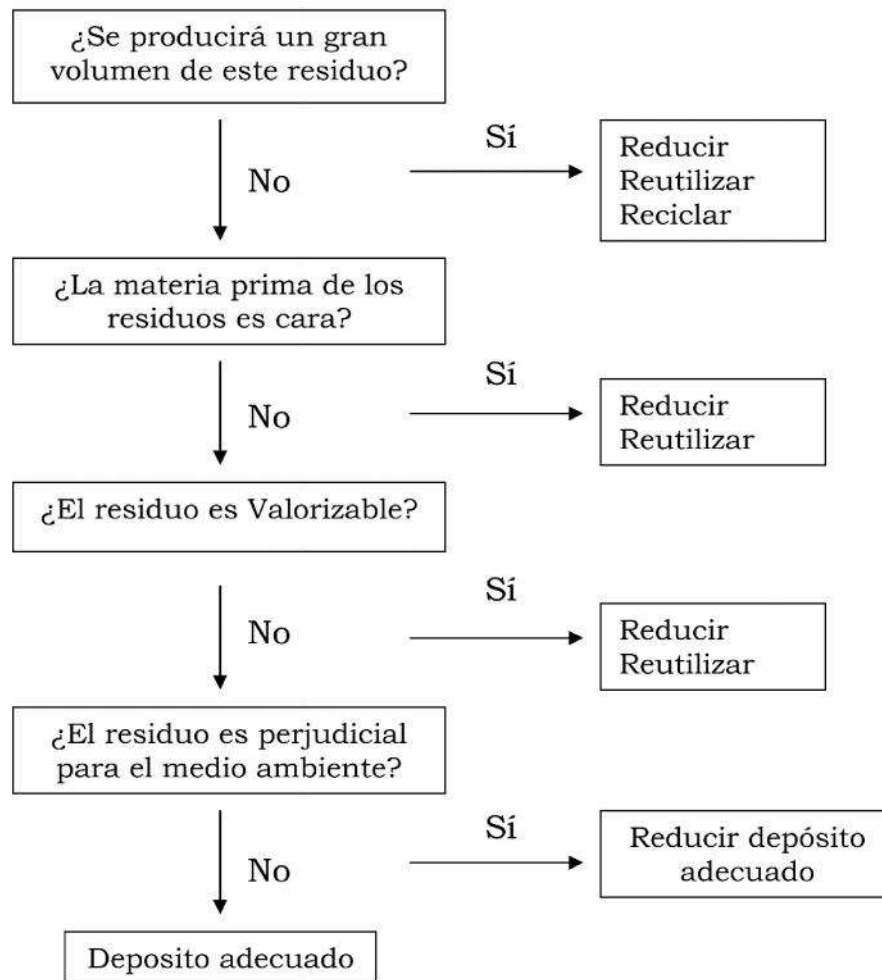 ¿Se producirá un gran
volumen de este residuo?
Sí
No
Reducir
Reutilizar
Reciclar
¿La materia prima de los
residuos es cara?
Sí
No
Reducir
Reutilizar
¿El residuo es Valorizable?
Sí
No
Reducir
Reutilizar
¿El residuo es perjudicial
para el medio ambiente?
Sí
No
Reducir depósito
adecuado
Deposito adecuado